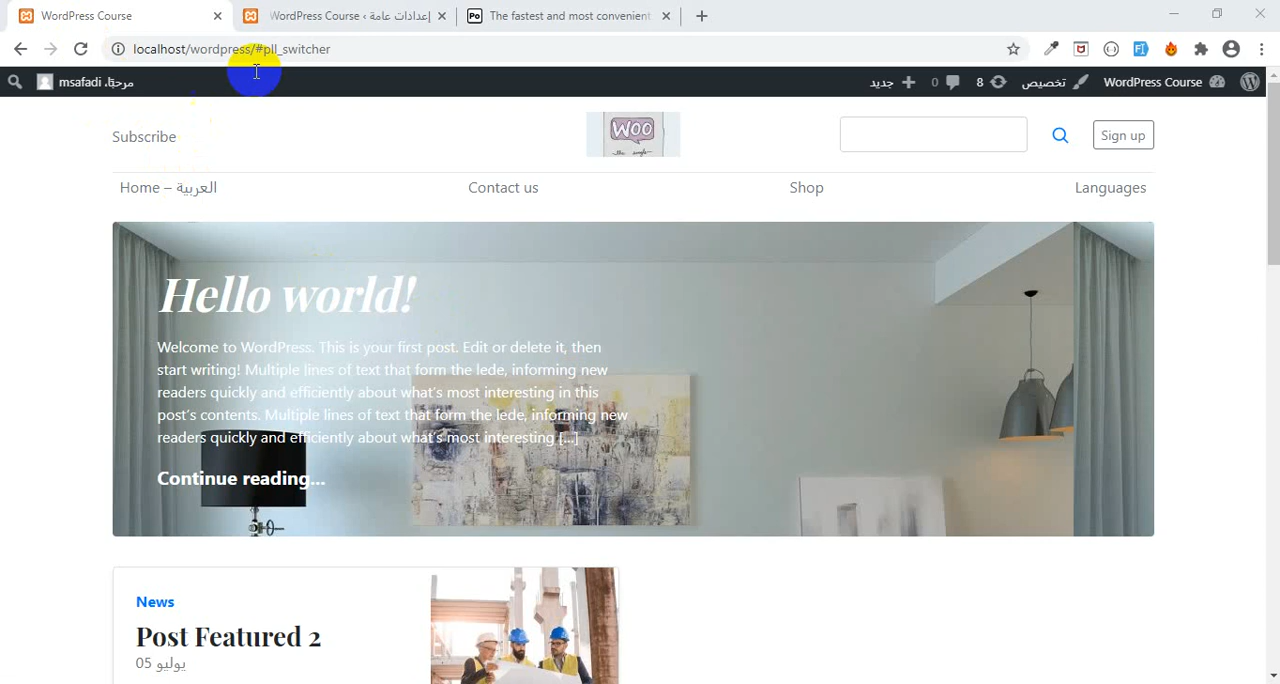 WordPress Course
WordPress Course ‹ إعدادات عامة
The fastest and most convenient
localhost/wordpress/#pll_switcher
مرحبًا، msafadi
جديد
0
8
تخصيص
WordPress Course
Subscribe
WOO
Sign up
Home – العربية
Contact us
Shop
Languages
Hello world!
Welcome to WordPress. This is your first post. Edit or delete it, then
start writing! Multiple lines of text that form the lede, informing new
readers quickly and efficiently about what's most interesting in this
post's contents. Multiple lines of text that form the lede, informing new
readers quickly and efficiently about what's most interesting […]
Continue reading...
News
Post Featured 2
يوليو 05